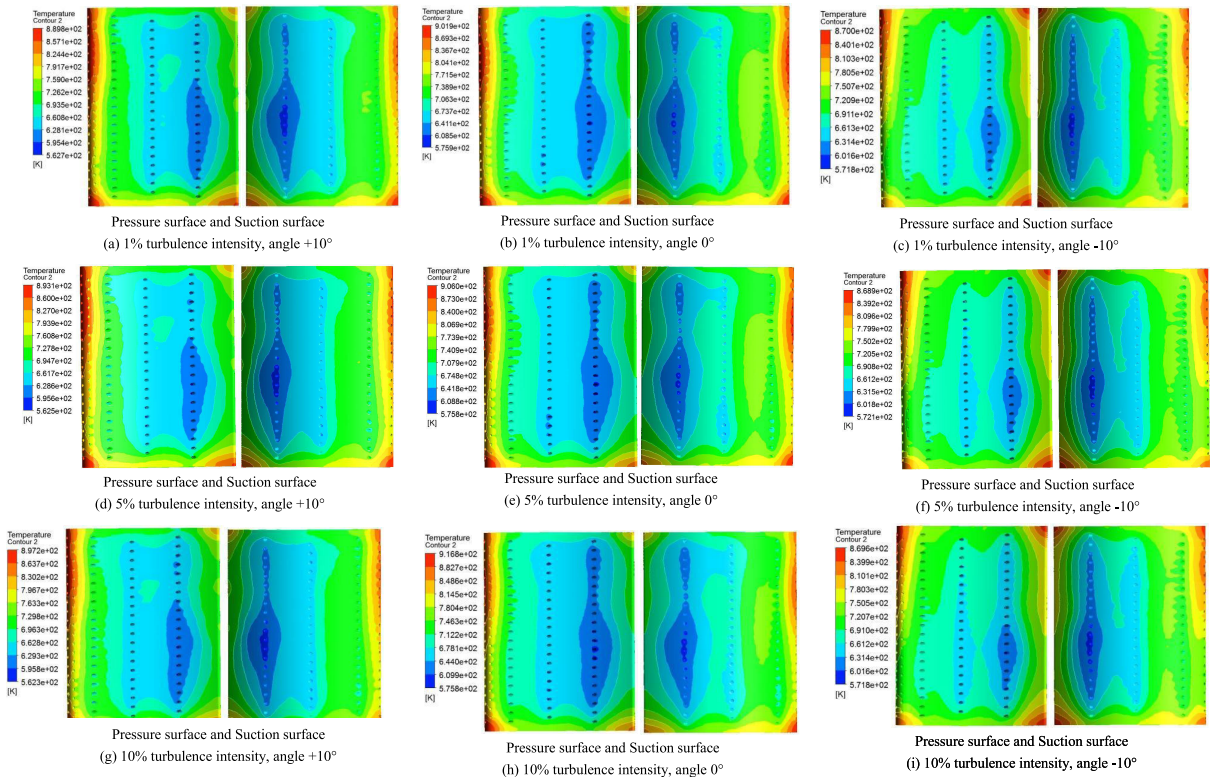 Temperature
Contour 2
8.898e+02
8.571e+02
8.244e+02
7.917e+02
7.590e+02
7.262e+02
6.935e+02
6.608e+02
6.281e+02
5.954e+02
5.627e+02
[K]
Pressure surface and Suction surface
(a) 1% turbulence intensity, angle +10°
Temperature
Contour 2
9.019e+02
8.693e+02
8.367e+02
8.041e+02
7.715e+02
7.389e+02
7.063e+02
6.737e+02
6.411e+02
6.085e+02
5.759e+02
[K]
Pressure surface and Suction surface
(b) 1% turbulence intensity, angle 0°
Temperature
Contour 2
8.700e+02
8.401e+02
8.103e+02
7.805e+02
7.507e+02
7.209e+02
6.911e+02
6.613e+02
6.314e+02
6.016e+02
5.718e+02
[K]
Pressure surface and Suction surface
(c) 1% turbulence intensity, angle -10°
Temperature
Contour 2
8.931e+02
8.600e+02
8.270e+02
7.939e+02
7.608e+02
7.278e+02
6.947e+02
6.617e+02
6.286e+02
5.956e+02
5.625e+02
[K]
Pressure surface and Suction surface
(d) 5% turbulence intensity, angle +10°
Temperature
Contour 2
9.060e+02
8.730e+02
8.400e+02
8.069e+02
7.739e+02
7.409e+02
7.079e+02
6.748e+02
6.418e+02
6.088e+02
5.758e+02
[K]
Pressure surface and Suction surface
(e) 5% turbulence intensity, angle 0°
Temperature
Contour 2
8.689e+02
8.392e+02
8.096e+02
7.799e+02
7.502e+02
7.205e+02
6.908e+02
6.612e+02
6.315e+02
6.018e+02
5.721e+02
[K]
Pressure surface and Suction surface
(f) 5% turbulence intensity, angle -10°
Temperature
Contour 2
8.972e+02
8.637e+02
8.302e+02
7.967e+02
7.633e+02
7.298e+02
6.963e+02
6.628e+02
6.293e+02
5.958e+02
5.623e+02
[K]
Pressure surface and Suction surface
(g) 10% turbulence intensity, angle +10°
Temperature
Contour 2
9.168e+02
8.827e+02
8.486e+02
8.145e+02
7.804e+02
7.463e+02
7.122e+02
6.781e+02
6.440e+02
6.099e+02
5.758e+02
[K]
Pressure surface and Suction surface
(h) 10% turbulence intensity, angle 0°
Temperature
Contour 2
8.696e+02
8.399e+02
8.101e+02
7.803e+02
7.505e+02
7.207e+02
6.910e+02
6.612e+02
6.314e+02
6.016e+02
5.718e+02
[K]
Pressure surface and Suction surface
(i) 10% turbulence intensity, angle -10°